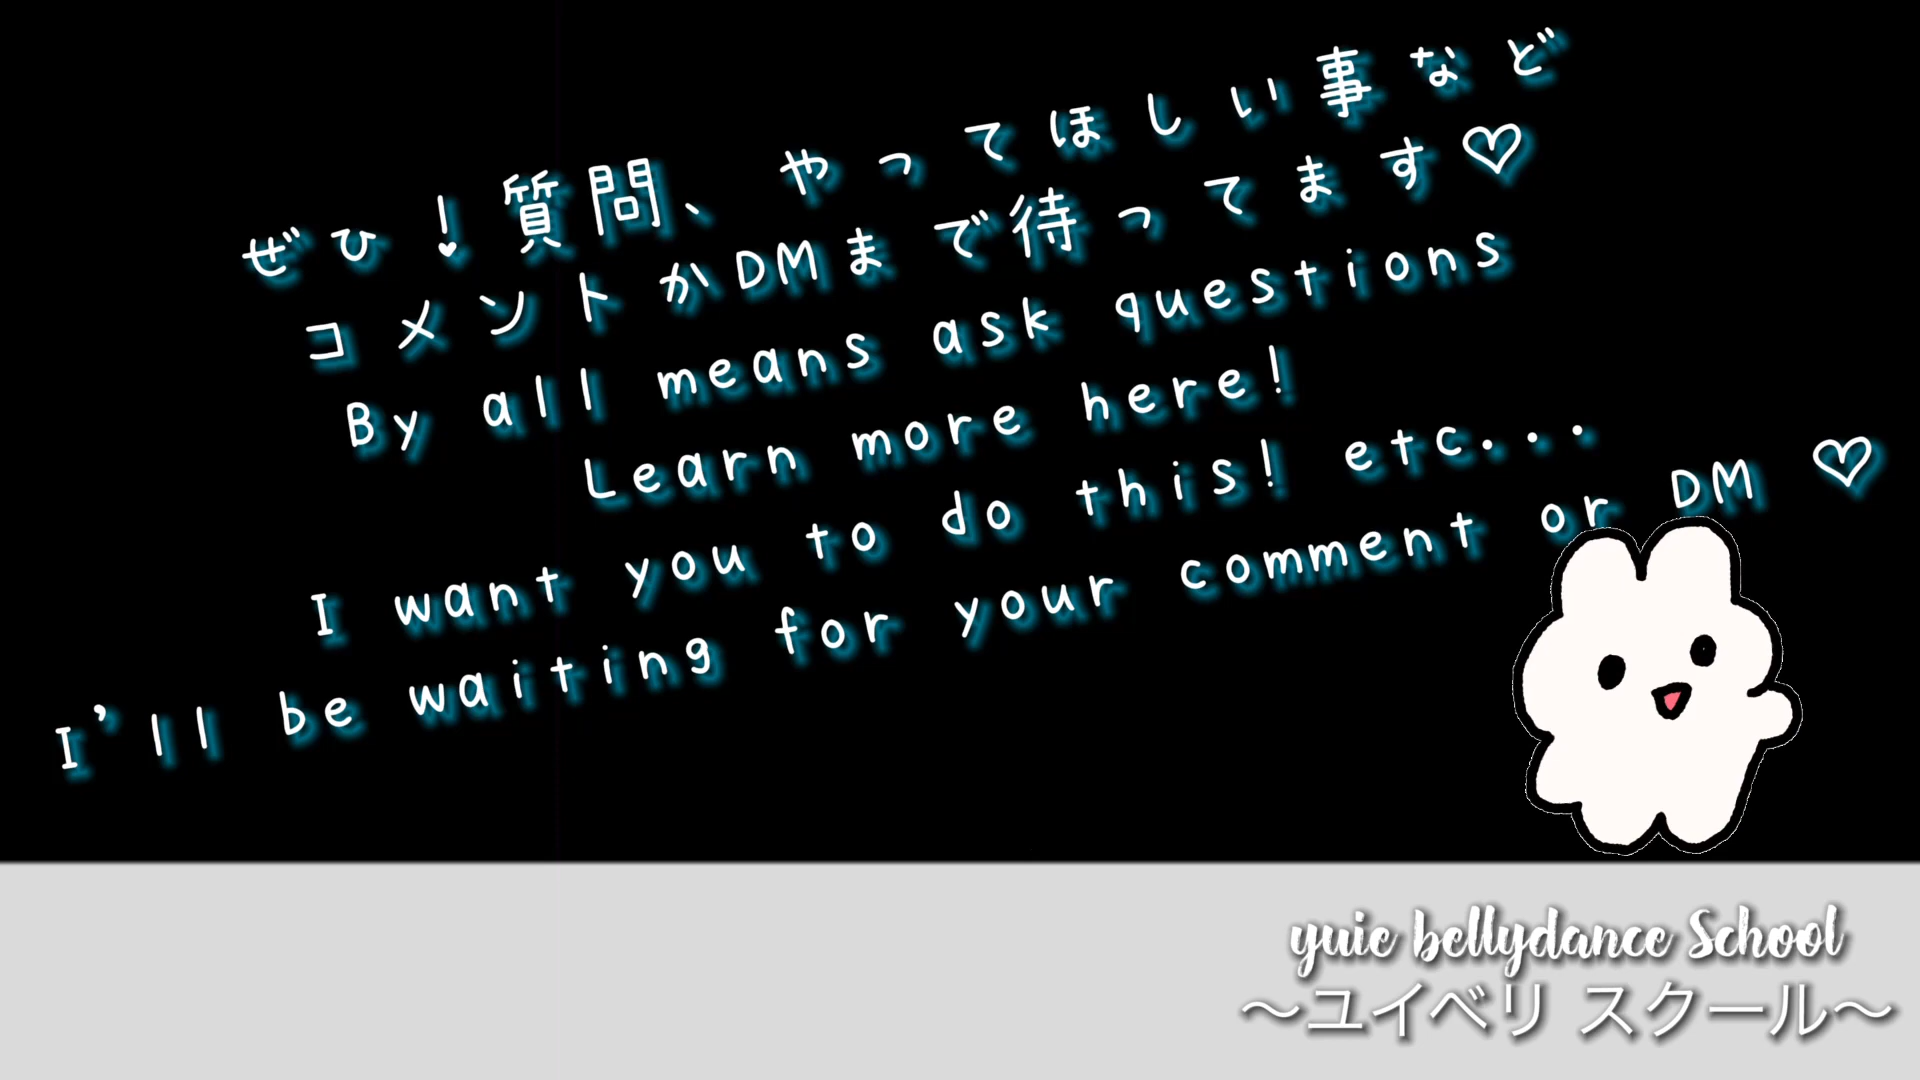 ぜひ!質問、やってほしい事など
コメントかDMまで待ってます♡
By all means ask questions
Learn more here!
I want you to do this! etc...
I'll be waiting for your comment or DM ♡
yuie bellydance School
～ユイベリ スクール～